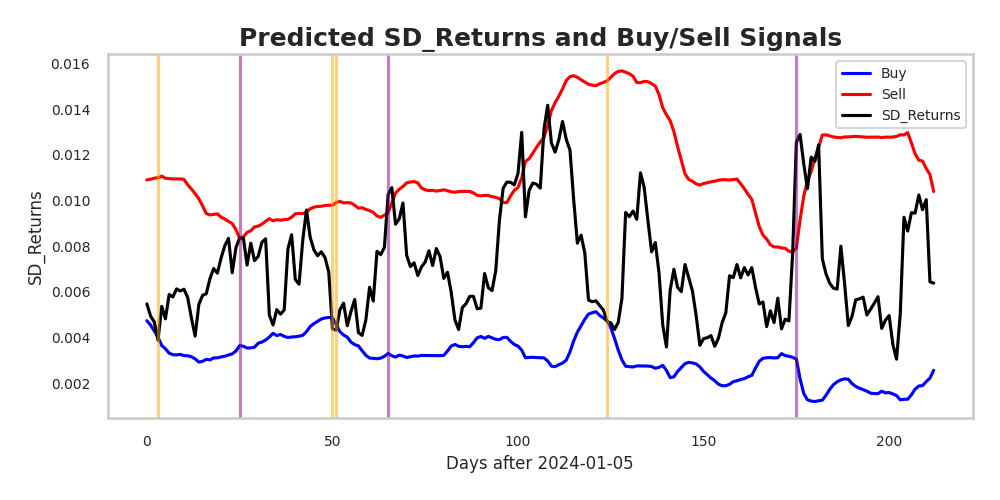 Predicted SD_Returns and Buy/Sell Signals
SD_Returns
0.016
0.014
0.012
0.010
0.008
0.006
0.004
0.002
Buy
Sell
SD_Returns
0 50 100 150 200
Days after 2024-01-05